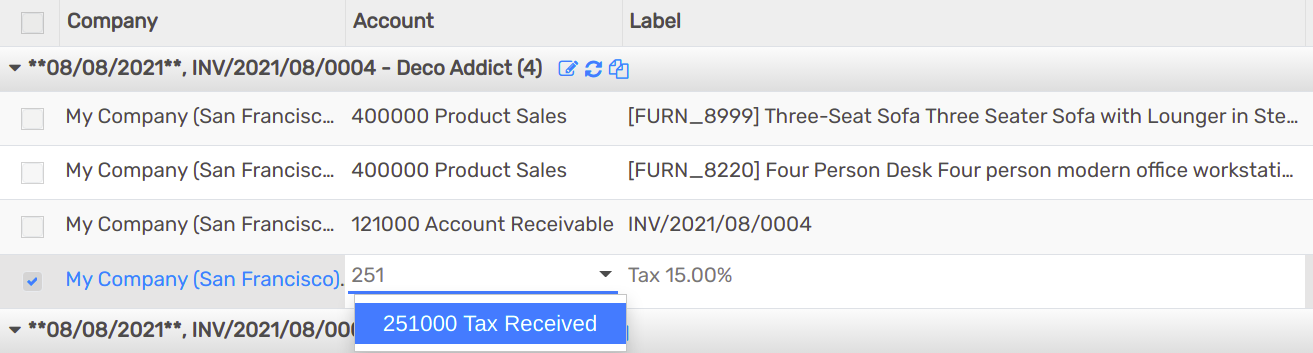 Company Account Label
**08/08/2021**, INV/2021/08/0004 - Deco Addict (4)
My Company (San Francisc... 400000 Product Sales [FURN_8999] Three-Seat Sofa Three Seater Sofa with Lounger in Ste...
My Company (San Francisc... 400000 Product Sales [FURN_8220] Four Person Desk Four person modern office workstati...
My Company (San Francisc... 121000 Account Receivable INV/2021/08/0004
My Company (San Francisco). 251 Tax 15.00%
251000 Tax Received
**08/08/2021**, INV/2021/08/00